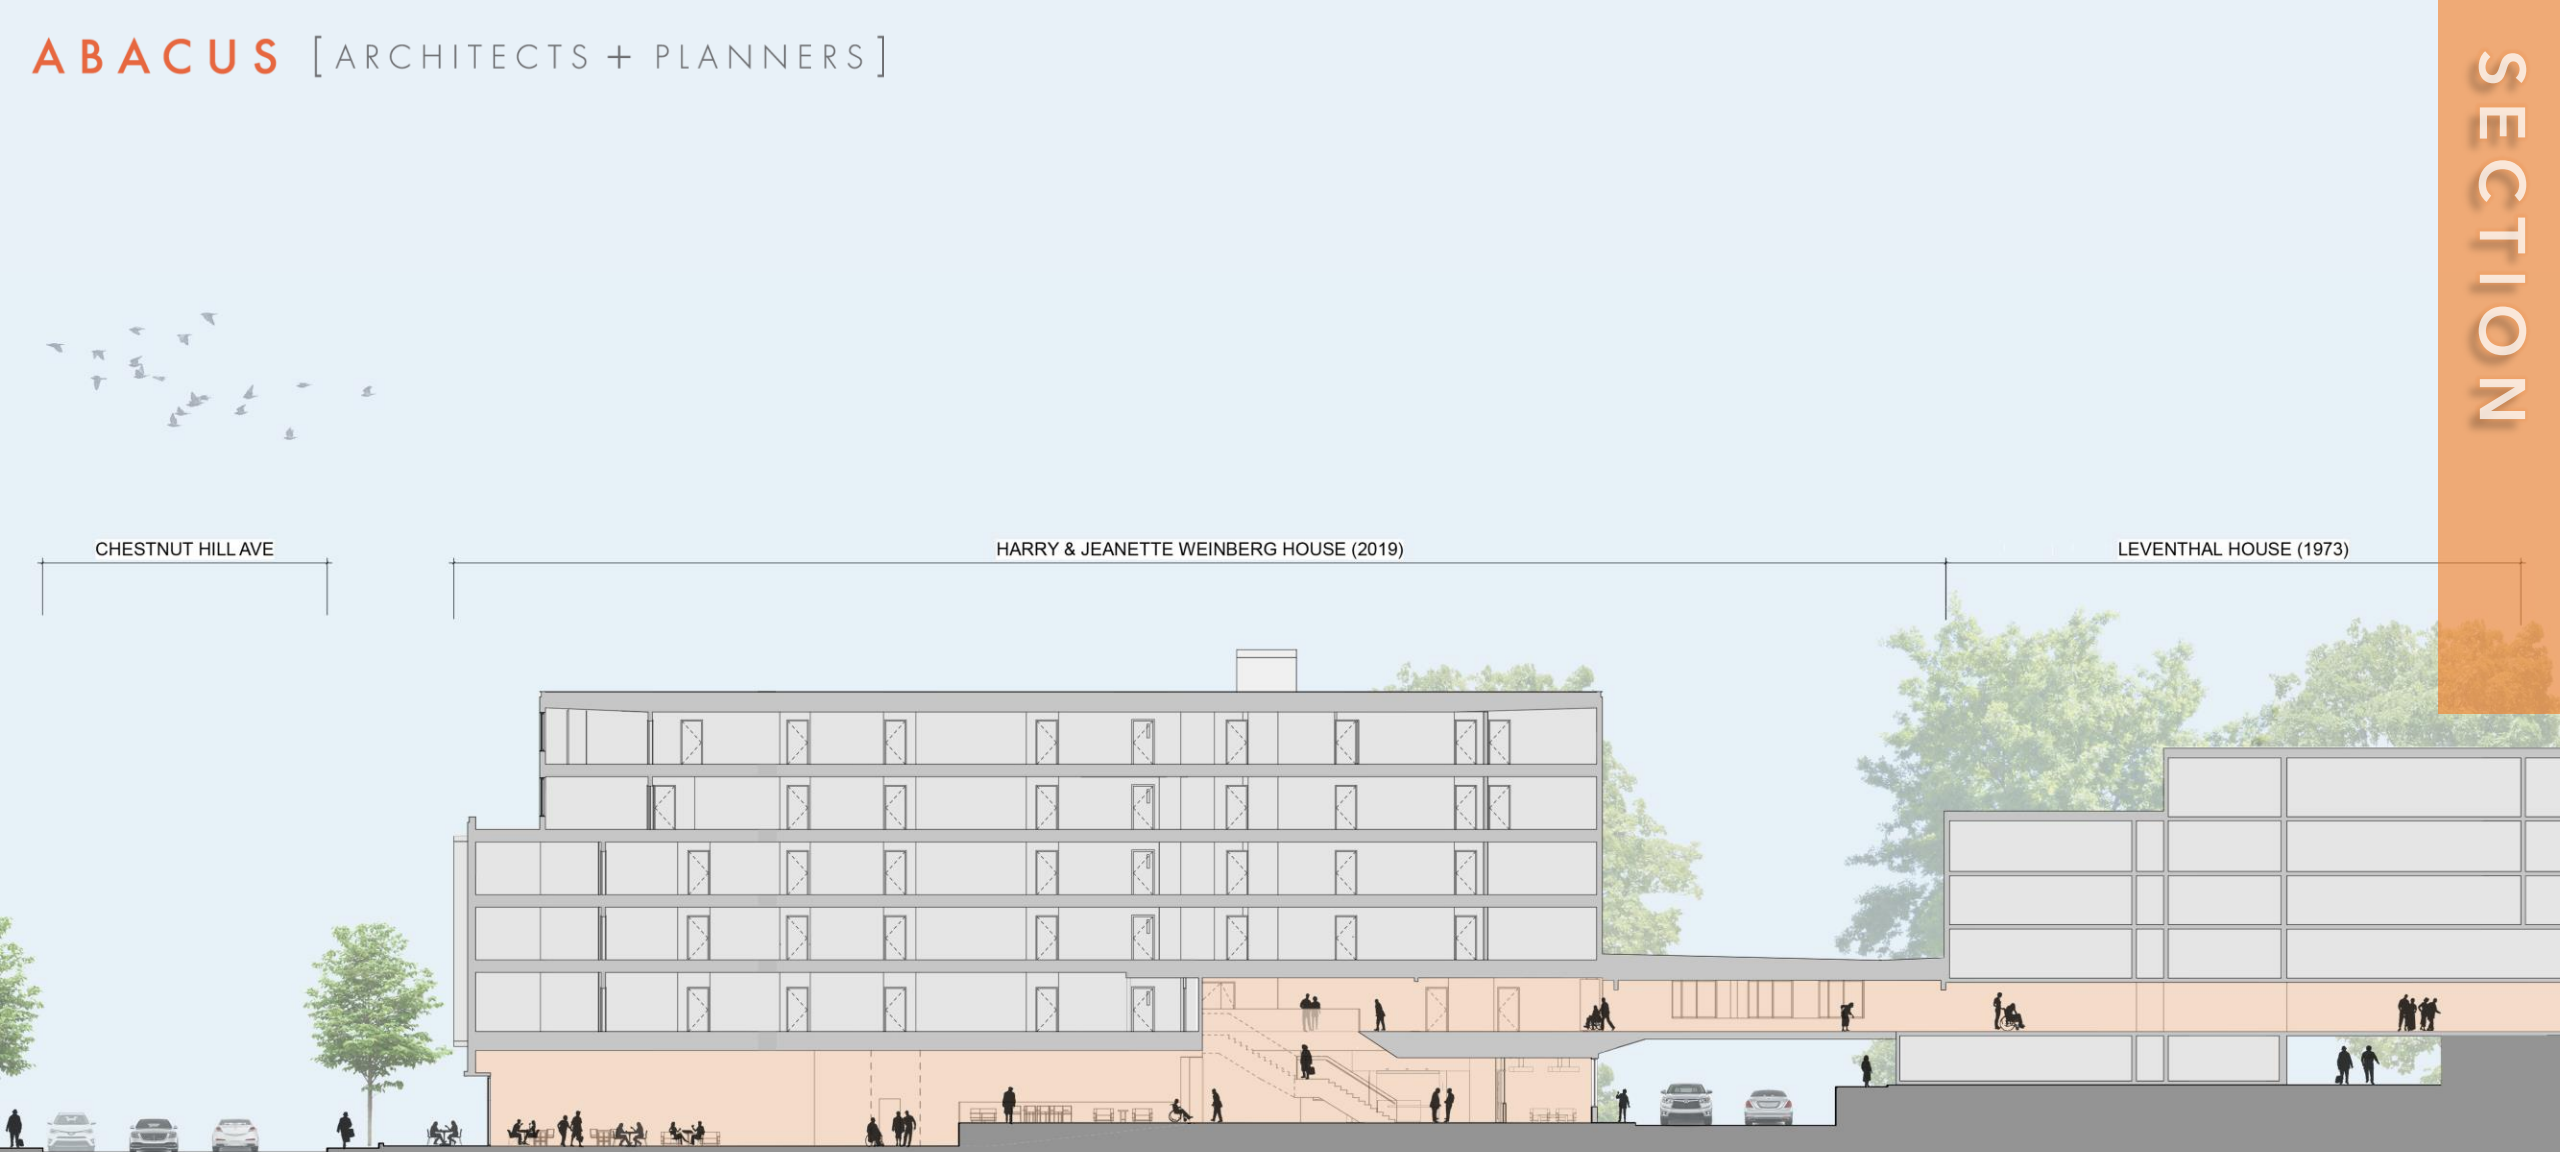 ABACUS [ARCHITECTS + PLANNERS]
SECTION
CHESTNUT HILL AVE
HARRY & JEANETTE WEINBERG HOUSE (2019)
LEVENTHAL HOUSE (1973)